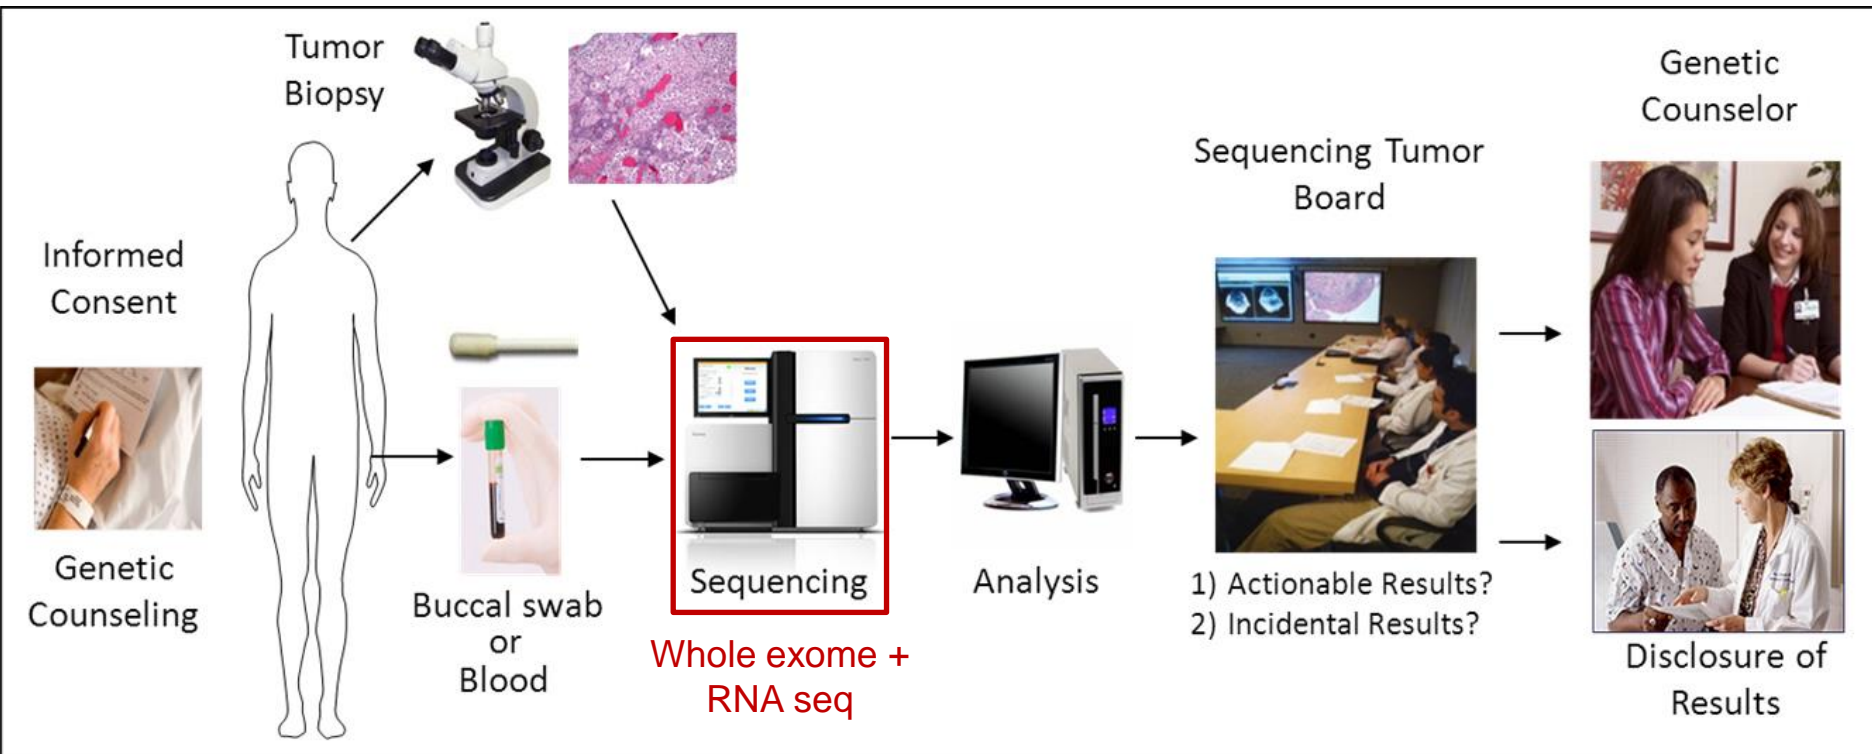 Tumor
Biopsy
Informed
Consent
Genetic
Counseling
Buccal swab
or
Blood
Sequencing
Whole exome +
RNA seq
Analysis
Sequencing Tumor
Board
1) Actionable Results?
2) Incidental Results?
Genetic
Counselor
Disclosure of
Results